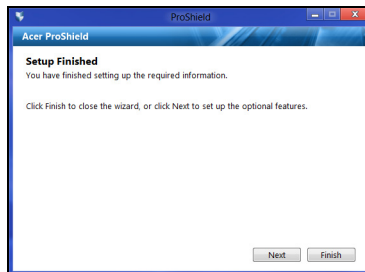 ProShield
Acer ProShield
Setup Finished
You have finished setting up the required information.
Click Finish to close the wizard, or click Next to set up the optional features.
Next
Finish